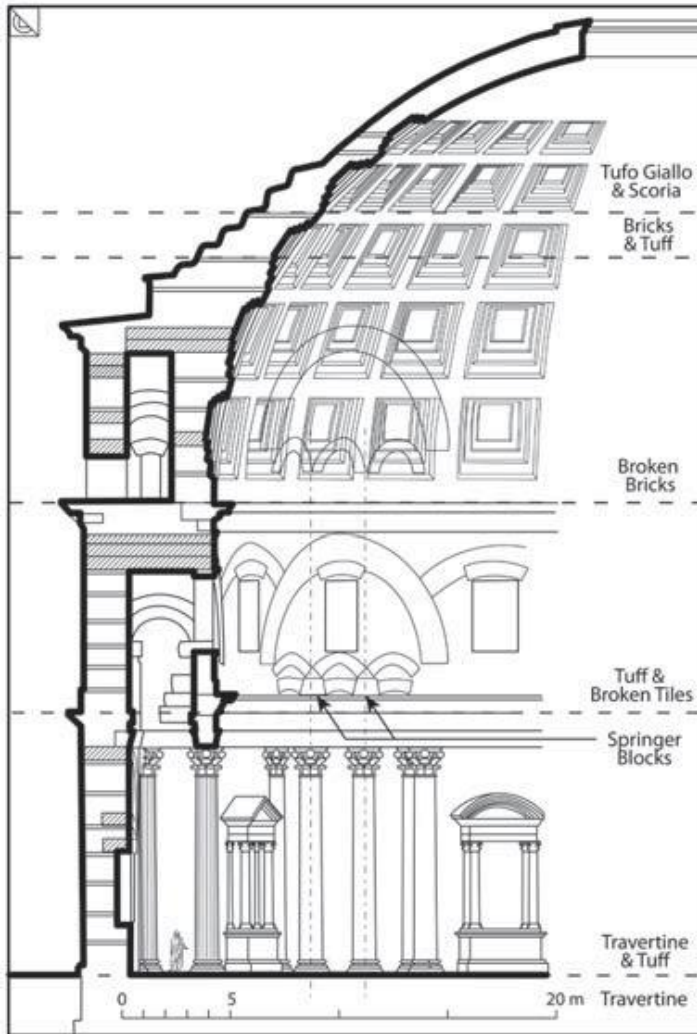 Tufo Giallo
& Scoria
Bricks
& Tuff
Broken
Bricks
Tuff &
Broken Tiles
Springer
Blocks
Travertine
& Tuff
0 5 20 m
Travertine